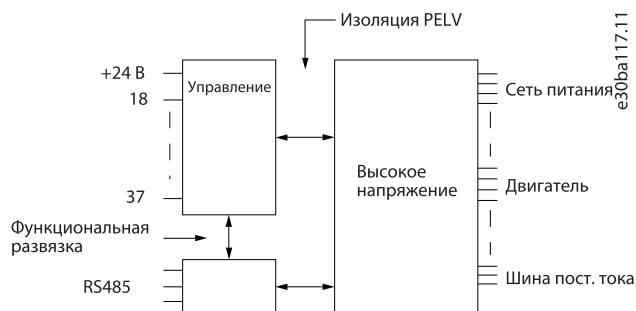 Изоляция PELV
+24 В
Управление
18
Сеть питания
e30ba117.11
Высокое
напряжение
37
Двигатель
Функциональная
развязка
RS485
Шина пост. тока